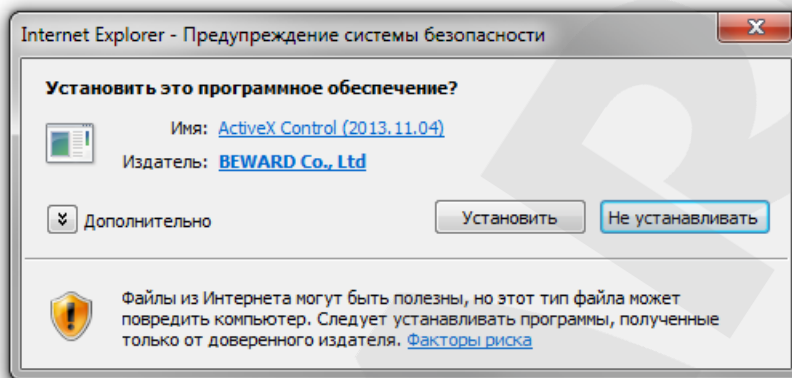 Internet Explorer - Предупреждение системы безопасности
Установить это программное обеспечение?
Имя: ActiveX Control (2013.11.04)
Издатель: BEWARD Co., Ltd
Дополнительно
Установить
Не устанавливать
Файлы из Интернета могут быть полезны, но этот тип файла может
повредить компьютер. Следует устанавливать программы, полученные
только от доверенного издателя. Факторы риска